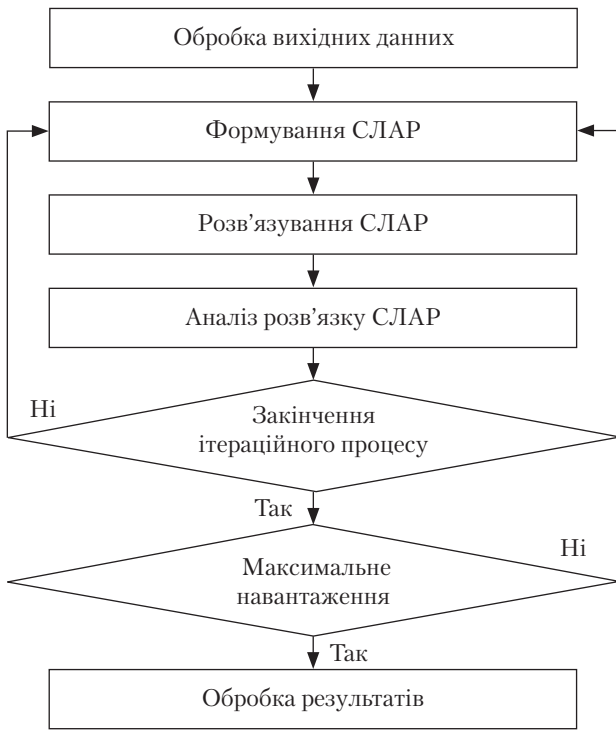 Обробка вихідних данних
Формування СЛАР
Розв’язування СЛАР
Аналіз розв’язку СЛАР
Ні
Закінчення
ітераційного процесу
Так
Ні
Максимальне
навантаження
Так
Обробка результатів